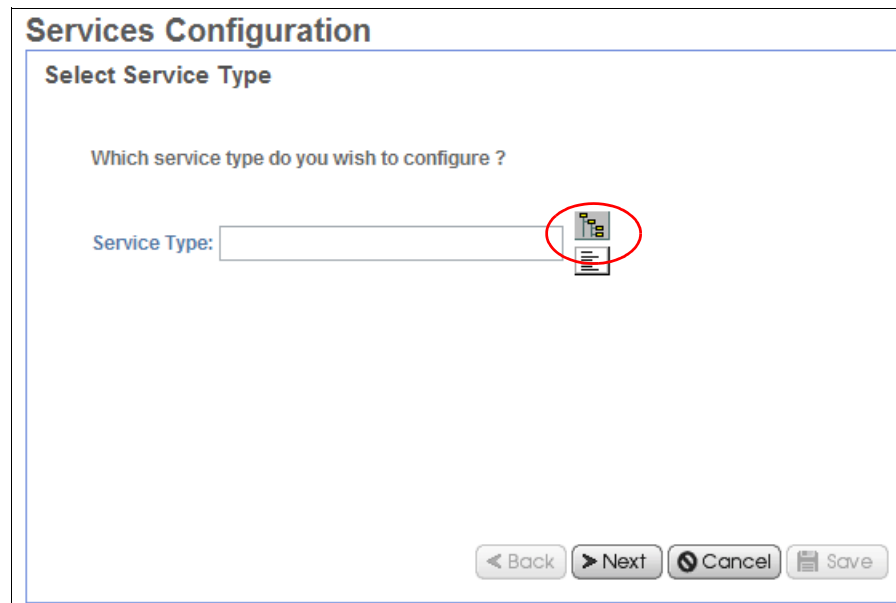 Services Configuration
Select Service Type
Which service type do you wish to configure ?
Service Type:
Back Next Cancel Save